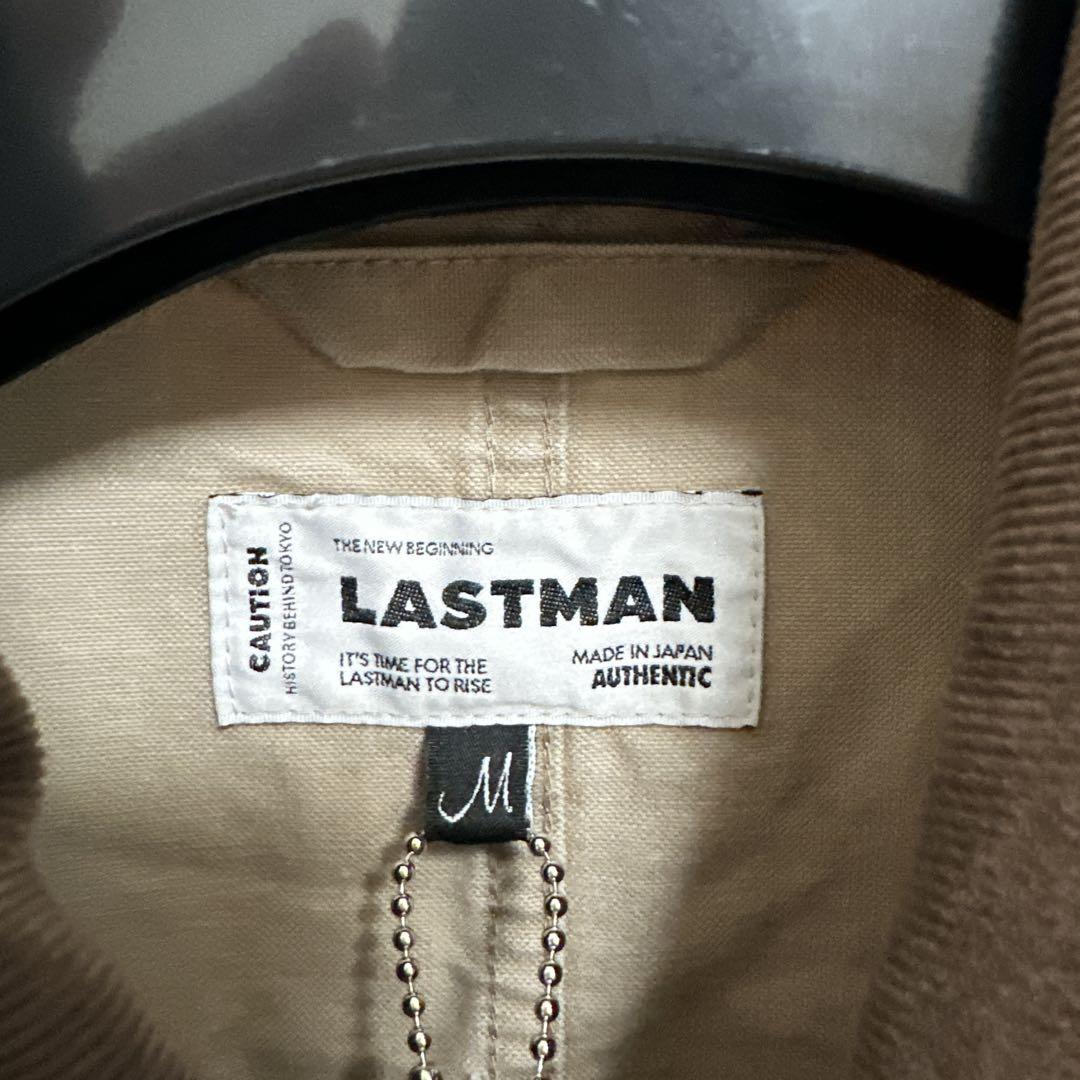 CAUTION
HISTORY BEHIND TOKYO
THE NEW BEGINNING
LASTMAN
IT'S TIME FOR THE
LASTMAN TO RISE
MADE IN JAPAN
AUTHENTIC
M